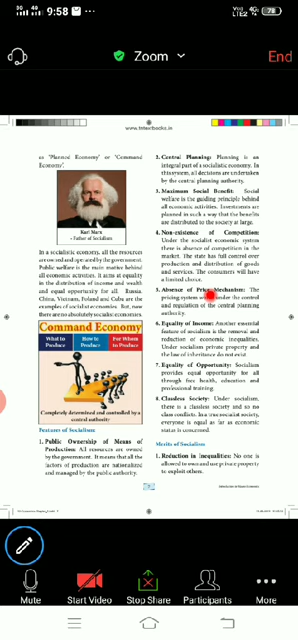 9:58
Vo)
LTE2
4G
78
Zoom
End
www.tntextbooks.in
as 'Planned Economy' or 'Command
Economy'.
Karl Marx
- Father of Socialism
In a socialistic economy, all the resources
are owned and operated by the government.
Public welfare is the main motive behind
all economic activities. It aims at equality
in the distribution of income and wealth
and equal opportunity for all. Russia,
China, Vietnam, Poland and Cuba are the
examples of socialist economies. But, now
there are no absolutely socialist economies.
Command Economy
What to
Produce
How to
Produce
For Whom
to Produce
Completely determined and controlled by a
central authority
Features of Socialism
1. Public Ownership of Means of
Production: All resources are owned
by the government. It means that all the
factors of production are nationalized
and managed by the public authority.
2. Central Planning: Planning is an
integral part of a socialistic economy. In
this system, all decisions are undertaken
by the central planning authority.
3. Maximum Social Benefit: Social
welfare is the guiding principle behind
all economic activities. Investments are
planned in such a way that the benefits
are distributed to the society at large.
4. Non-existence of Competition:
Under the socialist economic system
there is absence of competition in the
market. The state has full control over
production and distribution of goods
and services. The consumers will have a
limited choice.
5. Absence of Price Mechanism: The
pricing system works under the control
and regulation of the central planning
authority.
6. Equality of Income: Another essential
feature of socialism is the removal and
reduction of economic inequalities.
Under socialism private property and
the law of inheritance do not exist.
7. Equality of Opportunity: Socialism
provides equal opportunity for all
through free health, education and
professional training.
8. Classless Society: Under socialism,
there is a classless society and so no
class conflicts. In a true socialist society,
everyone is equal as far as economic
status is concerned.
Merits of Socialism
1. Reduction in Inequalities: No one is
allowed to own and use private property
to exploit others.
Introduction to Micro-Economics
Mute
Start Video
Stop Share
Participants
More